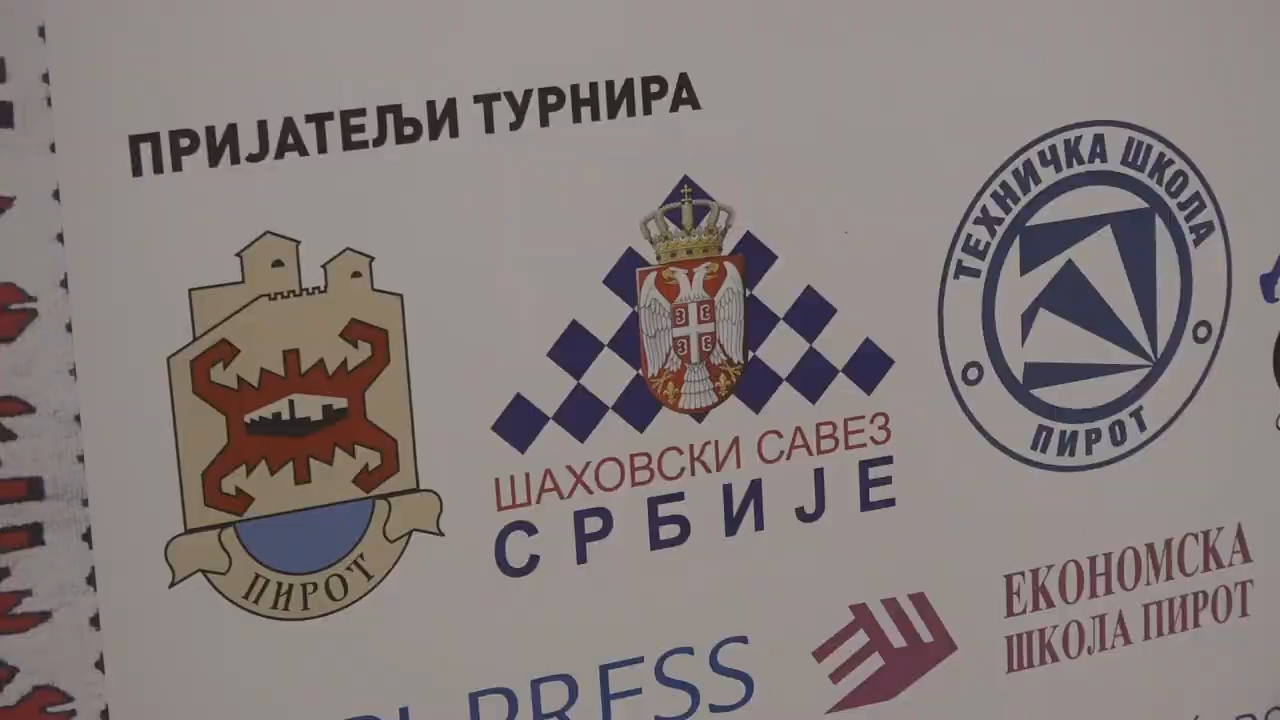 ПРИЈАТЕЉИ ТУРНИРА
ПИРОТ
ШАХОВСКИ САВЕЗ
СРБИЈЕ
ТЕХНИЧКА ШКОЛА
ПИРОТ
PRESS
ЕКОНОМСКА
ШКОЛА ПИРОТ